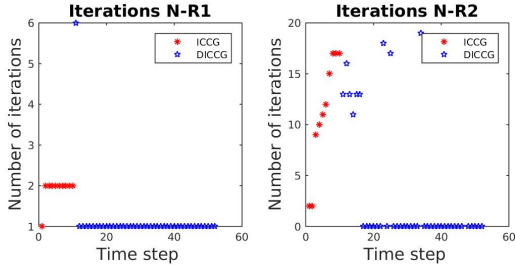 Iterations N-R1
Number of iterations
6
5
4
3
2
1
0
20
40
60
Time step
ICCG
DICCG
Iterations N-R2
Number of iterations
20
15
10
5
0
0
20
40
60
Time step
ICCG
DICCG